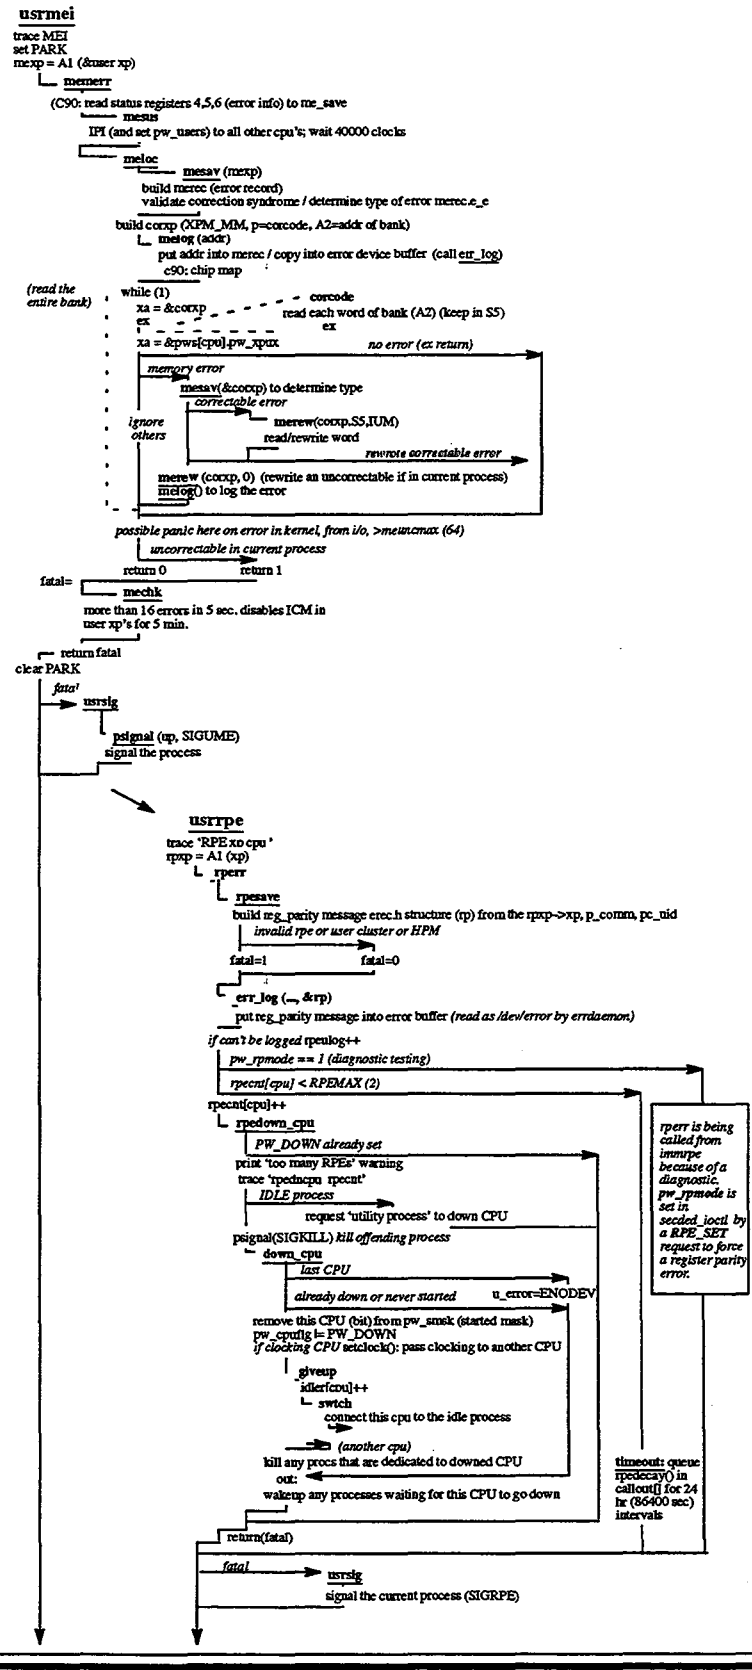 usrmei
trace MEI
set PARK
mexp = A1 (&user xp)
memerr
(C90: read status registers 4,5,6 (error info) to me_save
mesus
IPI (and set pw_users) to all other cpu's; wait 40000 clocks
meloc
mesav (mexp)
build merec (error record)
validate correction syndrome / determine type of error merec.e_e
build corxp (XPM_MM, p=corcode, A2=addr of bank)
melog (addr)
put addr into merec / copy into error device buffer (call err_log)
c90: chip map
(read the
entire bank)
while (1)
xa = &corxp
corcode
ex
read each word of bank (A2) (keep in S5)
ex
xa = &pws[cpu].pw_xpux
no error (ex return)
memory error
mesav(&corxp) to determine type
correctable error
ignore
others
merew(corxp,S5,IUM)
read/rewrite word
rewrote correctable error
merew (corxp, 0) (rewrite an uncorrectable if in current process)
melog() to log the error
possible panic here on error in kernel, from i/o, >meuncmax (64)
uncorrectable in current process
return 0
return 1
fatal=
mechk
more than 16 errors in 5 sec. disables ICM in
user xp's for 5 min.
return fatal
clear PARK
fatal
usrsig
psignal (up, SIGUME)
signal the process
usrrpe
trace 'RPE xp cpu '
rpxp = A1 (xp)
rperr
rpesave
build reg_parity message erec.h structure (rp) from the rpxp->xp, p_comm, pc_uid
invalid rpe or user cluster or HPM
fatal=1
fatal=0
err_log (..., &rp)
put reg_parity message into error buffer (read as /dev/error by errdaemon)
if can't be logged rpeulog++
pw_rpmode == 1 (diagnostic testing)
rpecnt[cpu] < RPEMAX (2)
rpecnt[cpu]++
rpedown_cpu
PW_DOWN already set
print 'too many RPEs' warning
trace 'rpedncpu rpecnt'
IDLE process
request 'utility process' to down CPU
psignal(SIGKILL) kill offending process
down_cpu
last CPU
already down or never started
u_error=ENODEV
remove this CPU (bit) from pw_smsk (started mask)
pw_cpuflg |= PW_DOWN
if clocking CPU setclock(): pass clocking to another CPU
giveup
idler[cpu]++
swtch
connect this cpu to the idle process
(another cpu)
kill any procs that are dedicated to downed CPU
out:
wakeup any processes waiting for this CPU to go down
return(fatal)
rperr is being
called from
immrpe
because of a
diagnostic.
pw_rpmode is
set in
secded_ioctl by
a RPE_SET
request to force
a register parity
error.
timeout: queue
rpedecay() in
callout[] for 24
hr (86400 sec)
intervals
fatal
usrsig
signal the current process (SIGRPE)